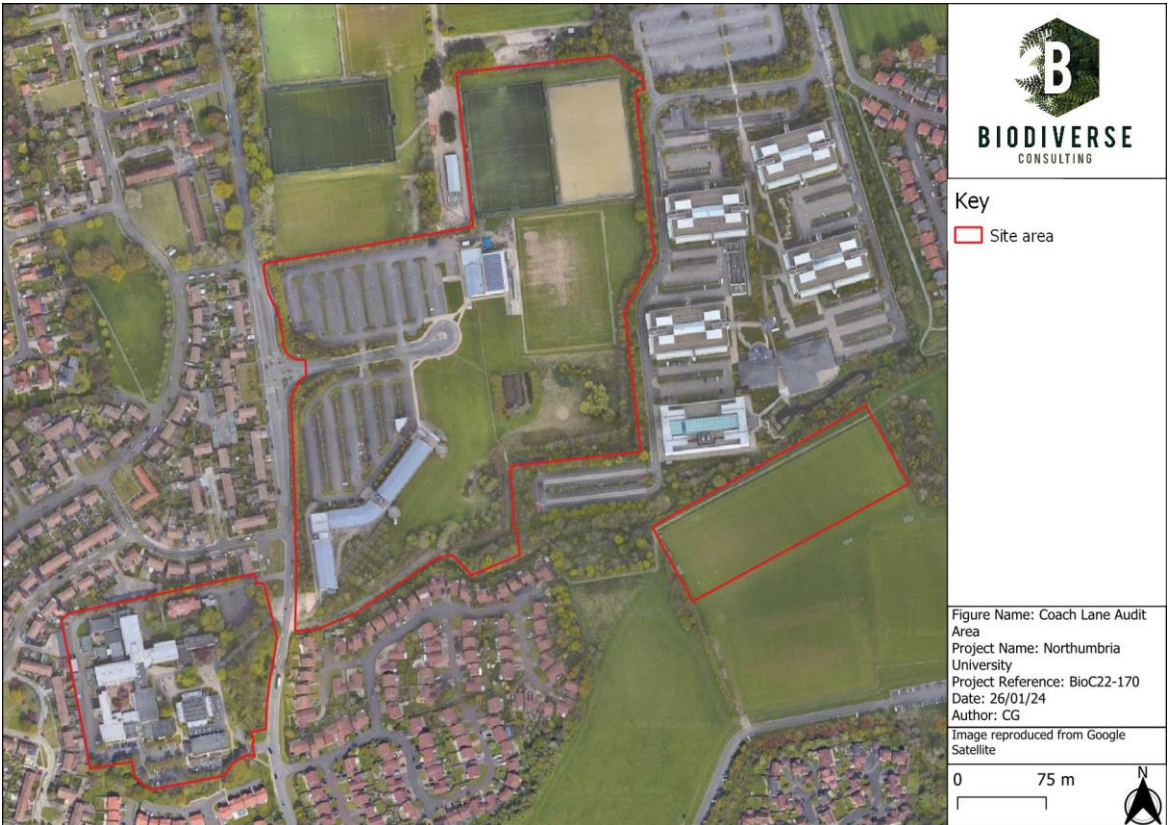 B
BIODIVERSE
CONSULTING
Key
Site area
Figure Name: Coach Lane Audit
Area
Project Name: Northumbria
University
Project Reference: BioC22-170
Date: 26/01/24
Author: CG
Image reproduced from Google
Satellite
0 75 m
N